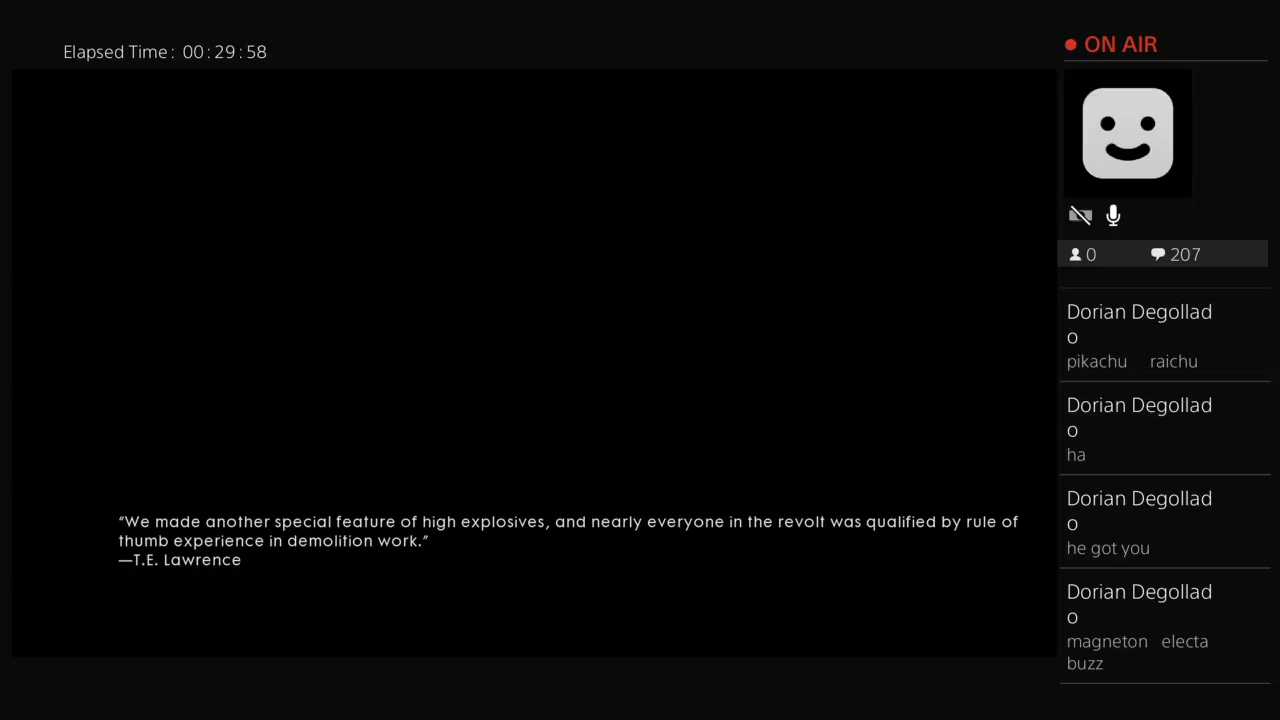 Elapsed Time: 00:29:58
ON AIR
0 207
Dorian Degollad
o
pikachu raichu
Dorian Degollad
o
ha
Dorian Degollad
o
he got you
Dorian Degollad
o
magneton electa
buzz
“We made another special feature of high explosives, and nearly everyone in the revolt was qualified by rule of
thumb experience in demolition work.”
—T.E. Lawrence